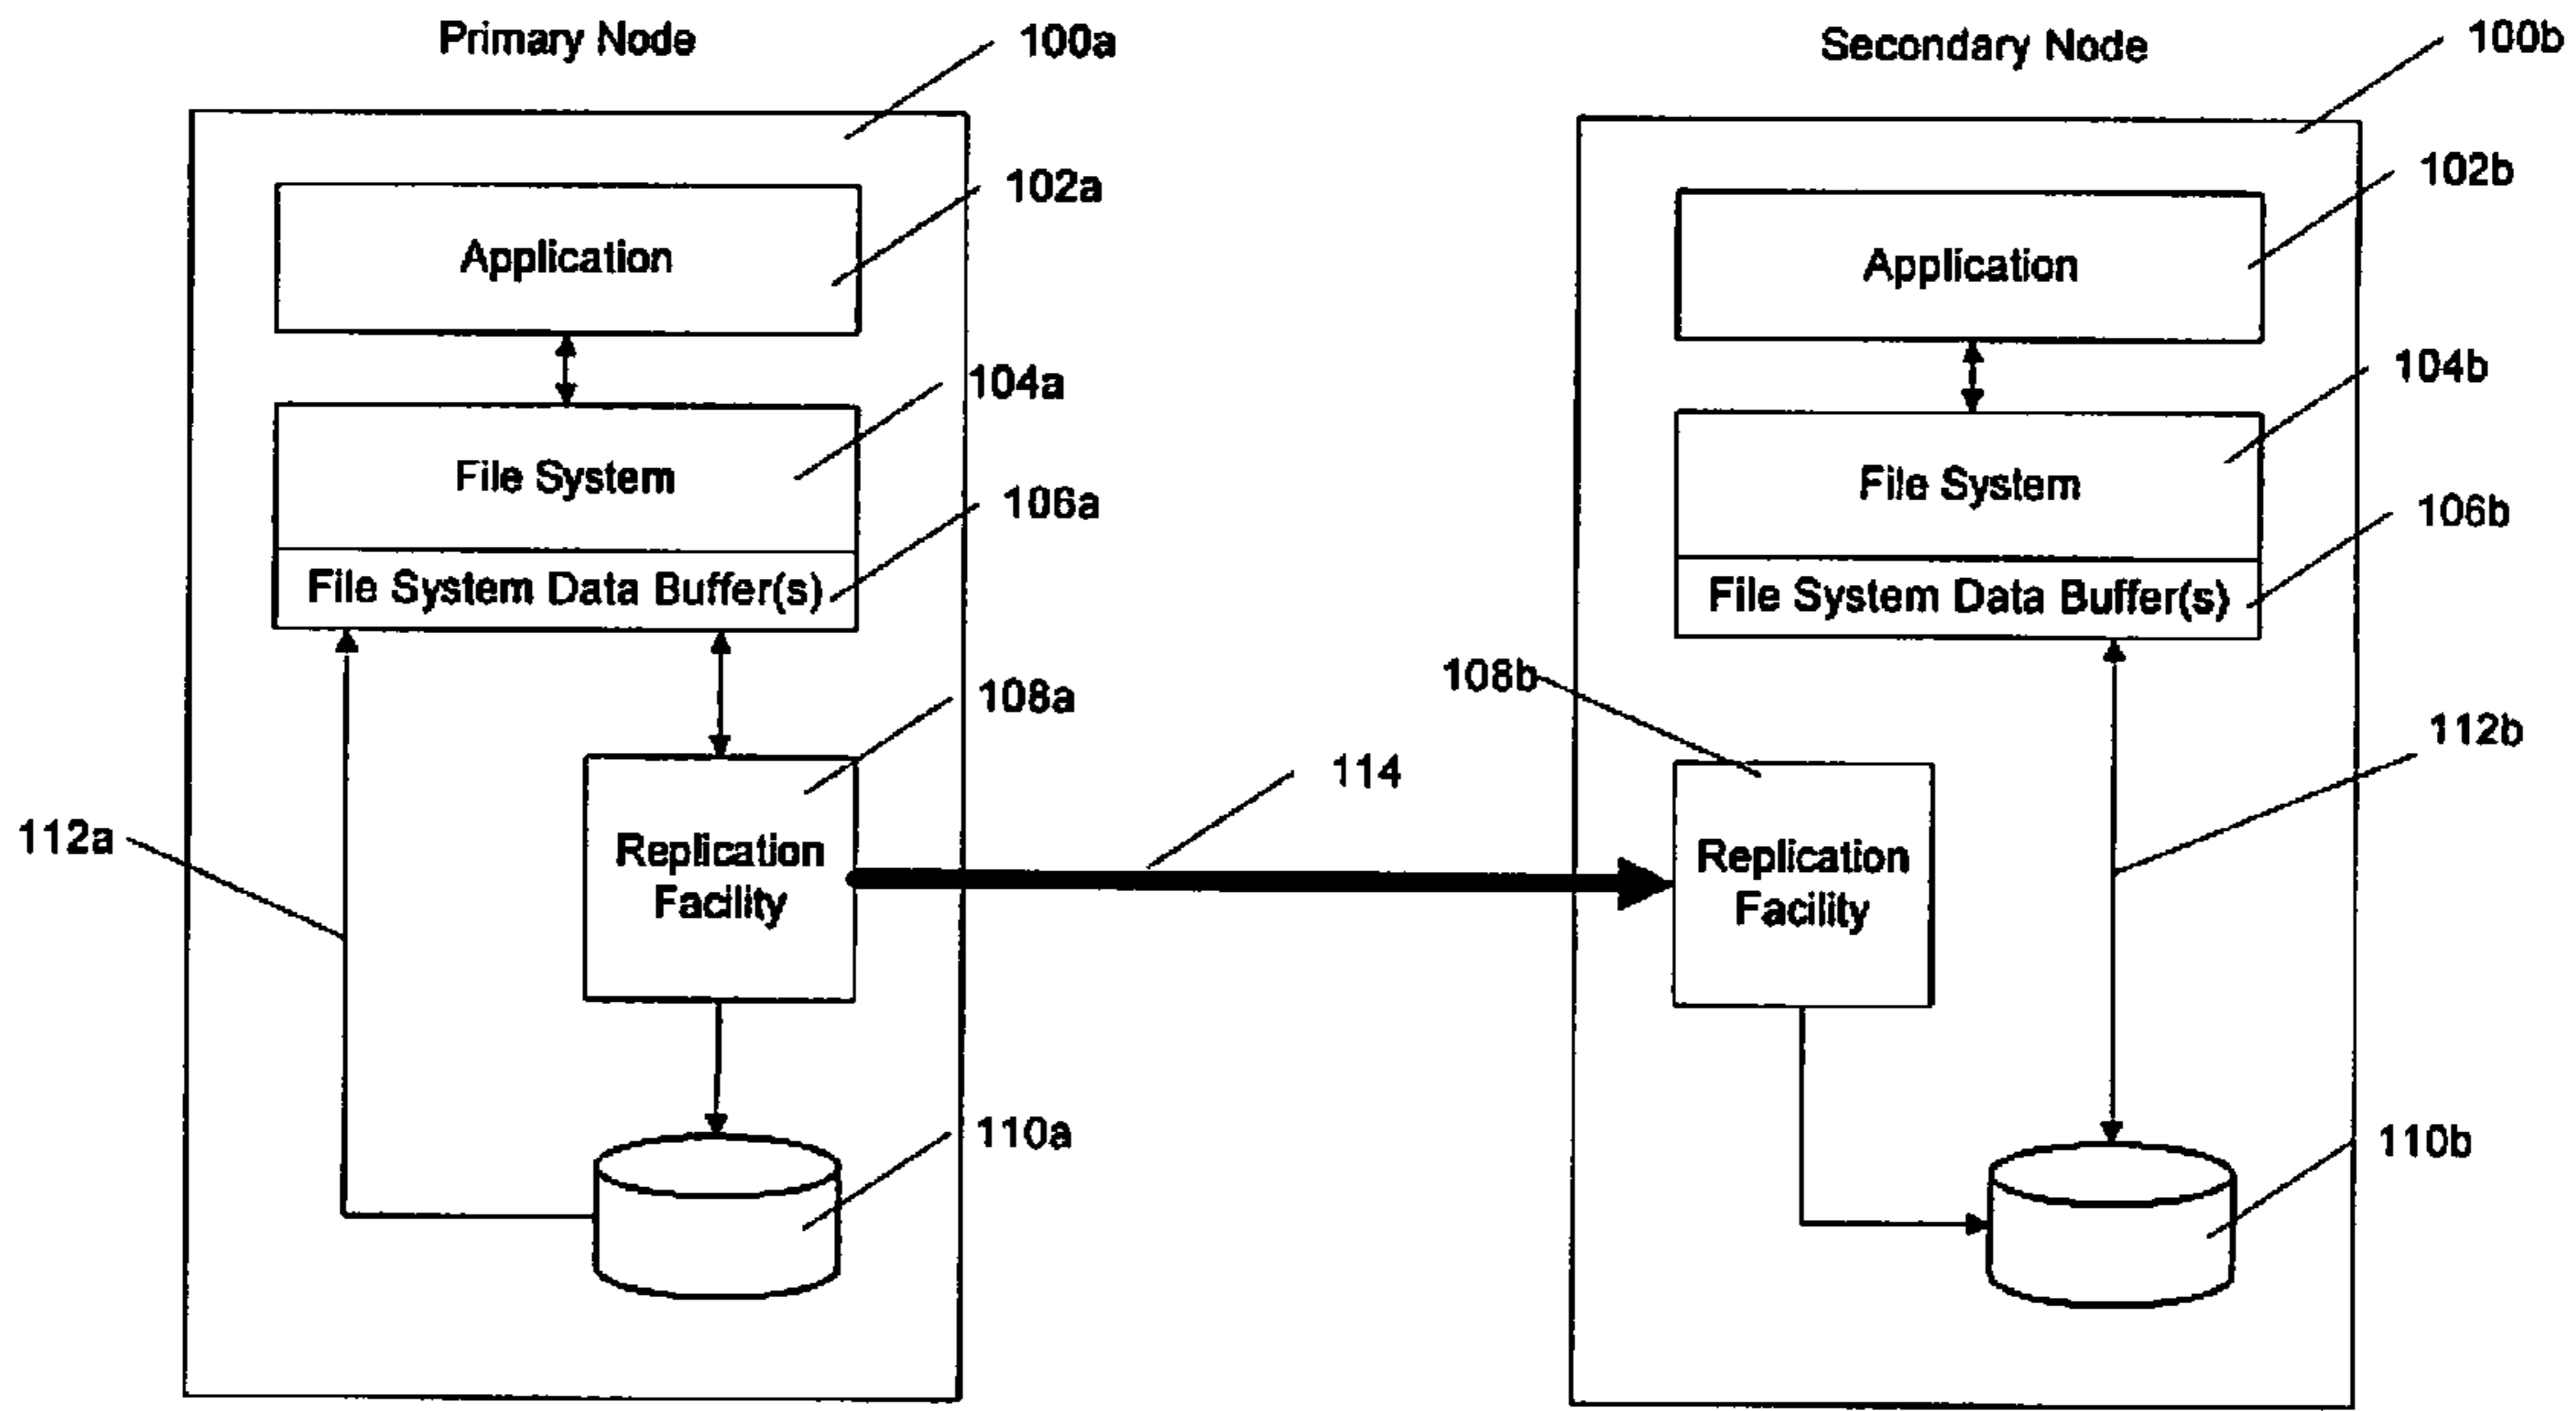 Primary Node
100a
102a
Application
104a
File System
106a
File System Data Buffer(s)
108a
112a
Replication
Facility
110a
114
Secondary Node
100b
102b
Application
104b
File System
106b
File System Data Buffer(s)
108b
112b
Replication
Facility
110b